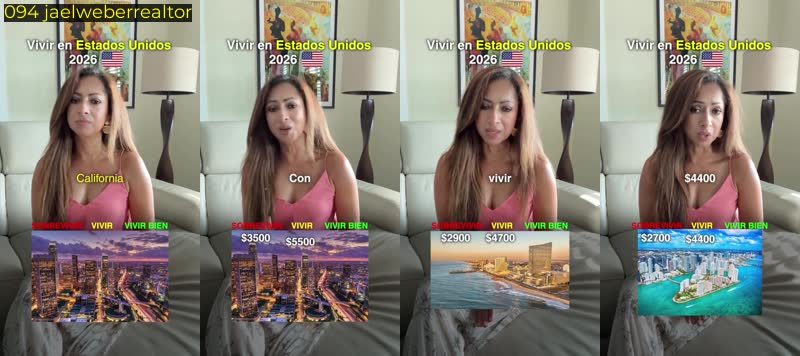 094 jaelweberrealtor
Vivir en Estados Unidos
2026
California
SOBREVIVIR VIVIR VIVIR BIEN
Vivir en Estados Unidos
2026
Con
SOBREVIVIR VIVIR VIVIR BIEN
$3500 $5500
Vivir en Estados Unidos
2026
vivir
SOBREVIVIR VIVIR VIVIR BIEN
$2900 $4700
Vivir en Estados Unidos
2026
$4400
SOBREVIVIR VIVIR VIVIR BIEN
$2700 $4400